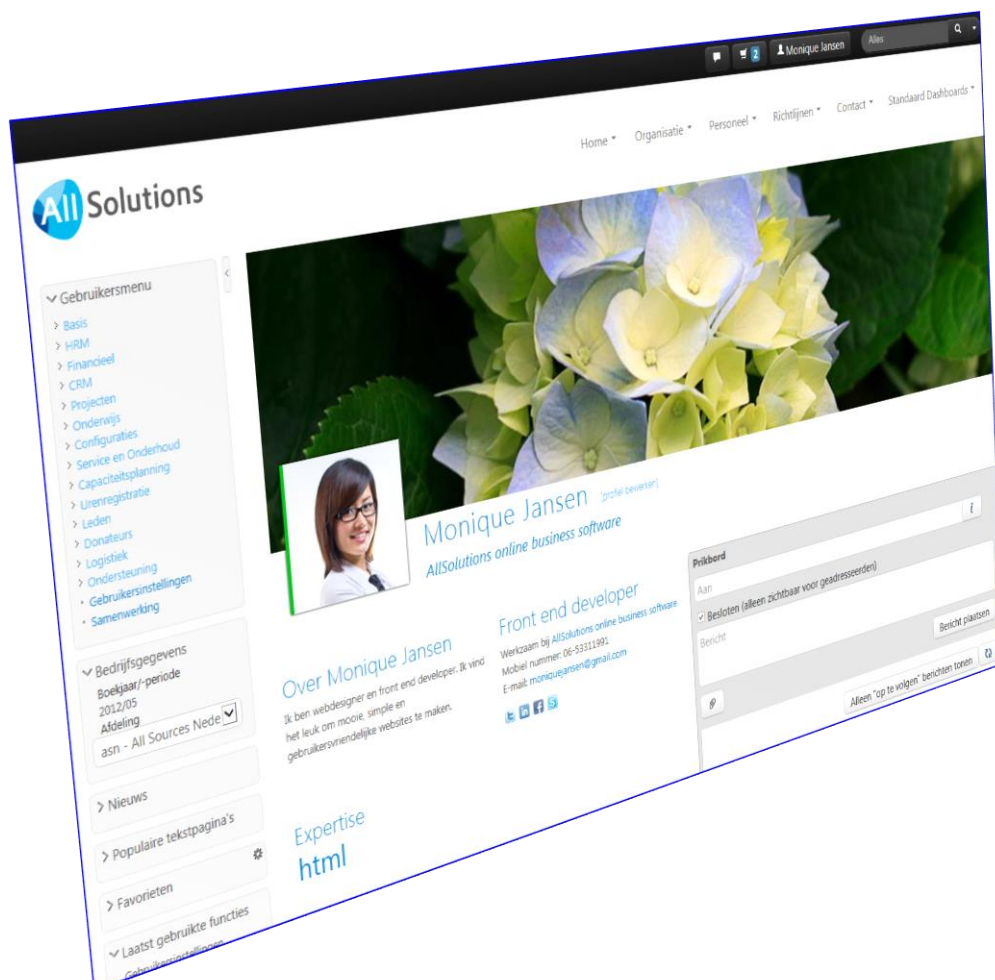 2
Monique Jansen
Alles
Home
Organisatie
Personeel
Richtlijnen
Contact
Standaard Dashboards
All Solutions
Gebruikersmenu
Basis
HRM
Financieel
CRM
Projecten
Onderwijs
Configuraties
Service en Onderhoud
Capaciteitsplanning
Urenregistratie
Leden
Donateurs
Logistiek
Ondersteuning
Gebruikersinstellingen
Samenwerking
Bedrijfsgegevens
Boekjaar/-periode
2012/05
Afdeling
asn - All Sources Nede
Nieuws
Populaire tekstpagina's
Favorieten
Laatst gebruikte functies
Gebruikersinstellingen
Monique Jansen [profiel bewerken]
AllSolutions online business software
Over Monique Jansen
Ik ben webdesigner en front end developer. Ik vind
het leuk om mooie, simple en
gebruikersvriendelijke websites te maken.
Front end developer
Werkzaam bij AllSolutions online business software
Mobiel nummer: 06-53311991
E-mail: moniquejansen@gmail.com
Expertise
html
Prikbord
Aan
i
Besloten (alleen zichtbaar voor geadresseerden)
Bericht
Bericht plaatsen
Alleen "op te volgen" berichten tonen